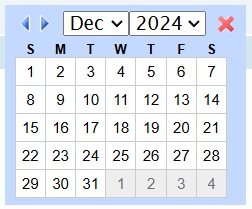 Dec 2024
S M T W T F S
1 2 3 4 5 6 7
8 9 10 11 12 13 14
15 16 17 18 19 20 21
22 23 24 25 26 27 28
29 30 31 1 2 3 4